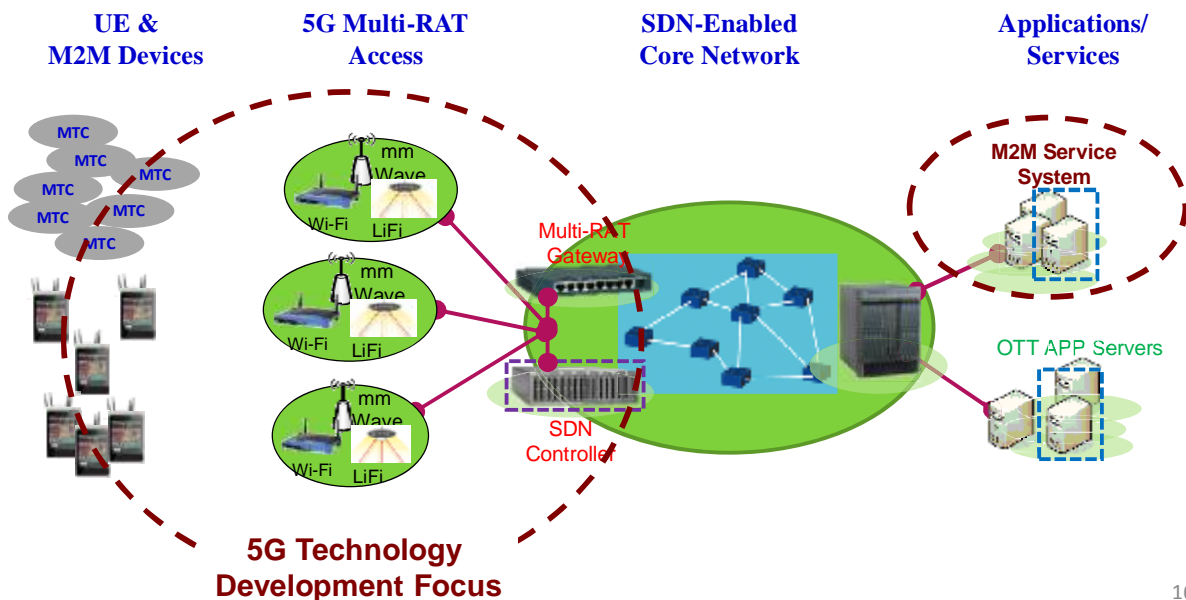 UE &
M2M Devices
5G Multi-RAT
Access
SDN-Enabled
Core Network
Applications/
Services
MTC
MTC
MTC
MTC
MTC
MTC
MTC
mm
Wave
Wi-Fi
LiFi
mm
Wave
Wi-Fi
LiFi
mm
Wave
Wi-Fi
LiFi
Multi-RAT
Gateway
SDN
Controller
M2M Service
System
OTT APP Servers
5G Technology
Development Focus